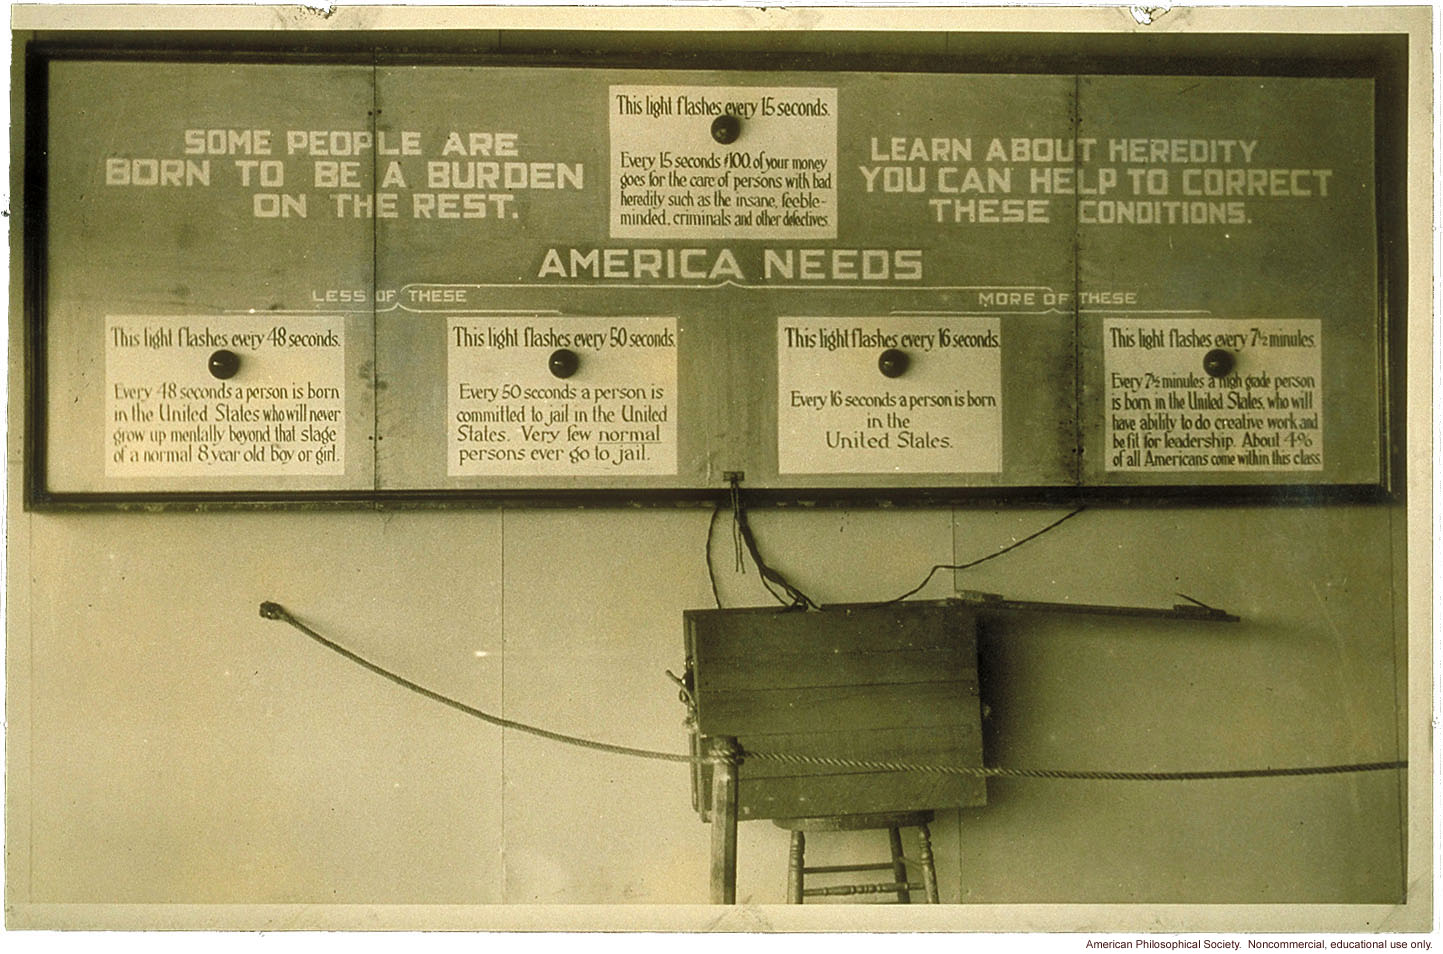 This light flashes every 15 seconds.
Every 15 seconds $100. of your money
goes for the care of persons with bad
heredity such as the insane, feeble-
minded, criminals and other defectives.
SOME PEOPLE ARE
BORN TO BE A BURDEN
ON THE REST.
LEARN ABOUT HEREDITY
YOU CAN HELP TO CORRECT
THESE CONDITIONS.
AMERICA NEEDS
LESS OF THESE
MORE OF THESE
This light flashes every 48 seconds.
Every 48 seconds a person is born
in the United States who will never
grow up mentally beyond that stage
of a normal 8 year old boy or girl.
This light flashes every 50 seconds.
Every 50 seconds a person is
committed to jail in the United
States. Very few normal
persons ever go to jail.
This light flashes every 16 seconds.
Every 16 seconds a person is born
in the
United States.
This light flashes every 7½ minutes.
Every 7½ minutes a high grade person
is born in the United States, who will
have ability to do creative work and
be fit for leadership. About 4%
of all Americans come within this class.
American Philosophical Society. Noncommercial, educational use only.